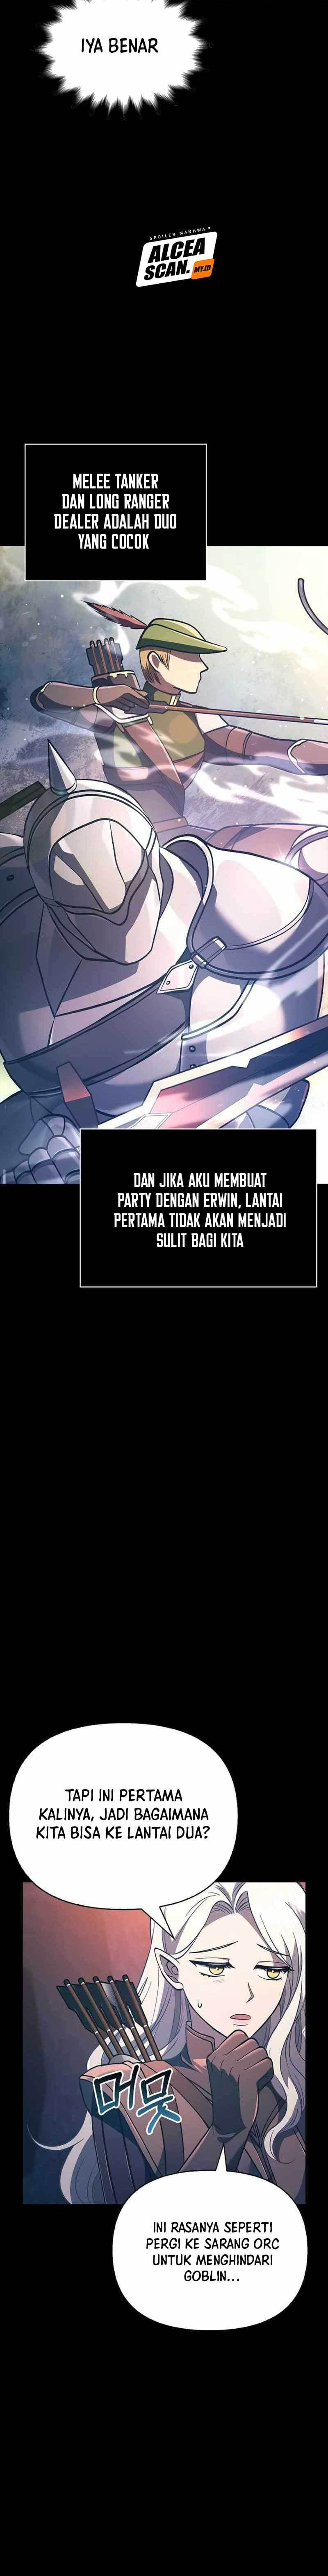 IYA BENAR
SPOILER MANHWA
ALCEA
SCAN.
MY.ID
MELEE TANKER
DAN LONG RANGER
DEALER ADALAH DUO
YANG COCOK
DAN JIKA AKU MEMBUAT
PARTY DENGAN ERWIN, LANTAI
PERTAMA TIDAK AKAN MENJADI
SULIT BAGI KITA
TAPI INI PERTAMA
KALINYA, JADI BAGAIMANA
KITA BISA KE LANTAI DUA?
머뭇
INI RASANYA SEPERTI
PERGI KE SARANG ORC
UNTUK MENGHINDARI
GOBLIN...